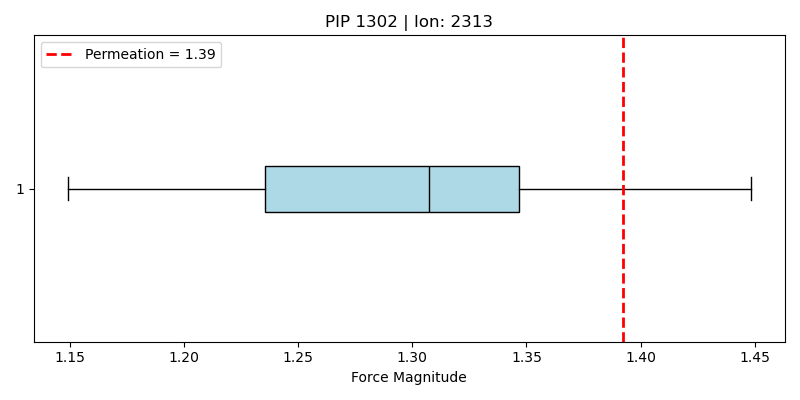 PIP 1302 | Ion: 2313
Permeation = 1.39
1
1.15 1.20 1.25 1.30 1.35 1.40 1.45
Force Magnitude